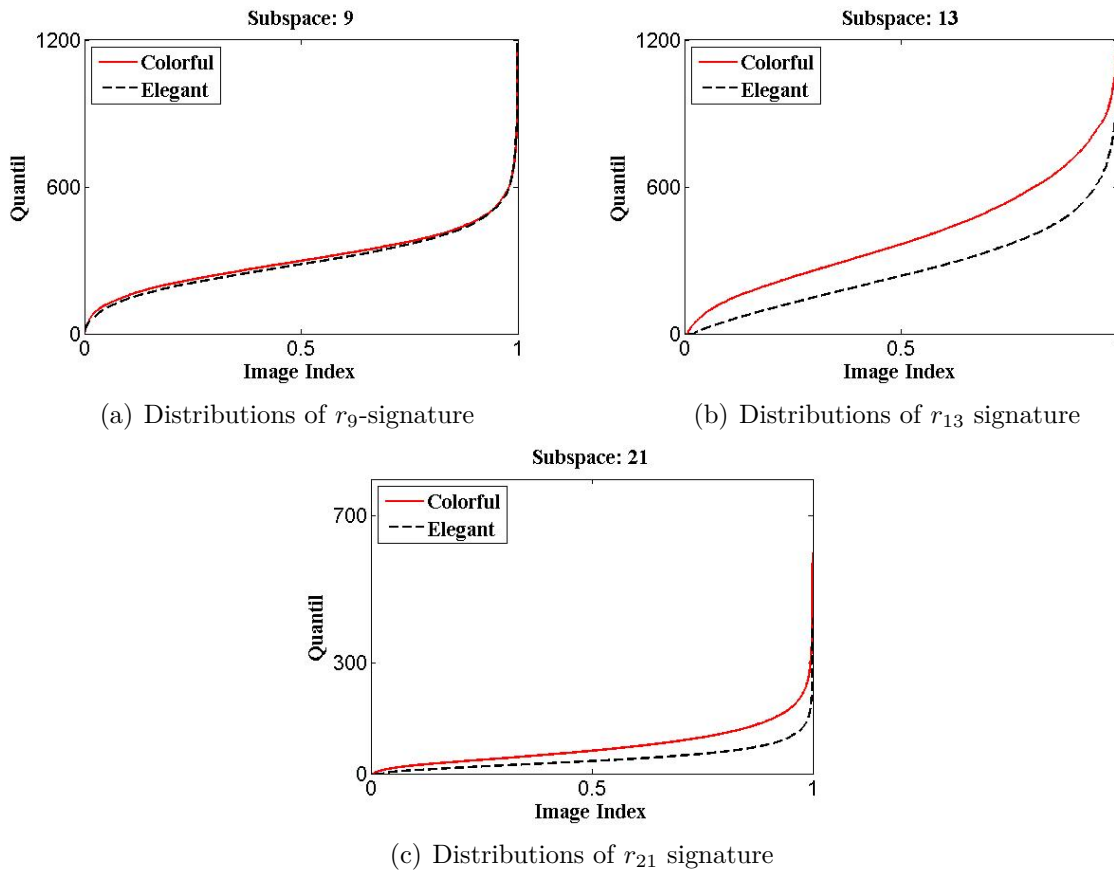 Subspace: 9
1200
Colorful
Elegant
600
Quantil
0
0
0.5
1
Image Index
(a) Distributions of r₉-signature
Subspace: 13
1200
Colorful
Elegant
600
Quantil
0
0
0.5
Image Index
(b) Distributions of r₁₃ signature
Subspace: 21
700
Colorful
Elegant
Quantil
300
0
0
0.5
1
Image Index
(c) Distributions of r₂₁ signature